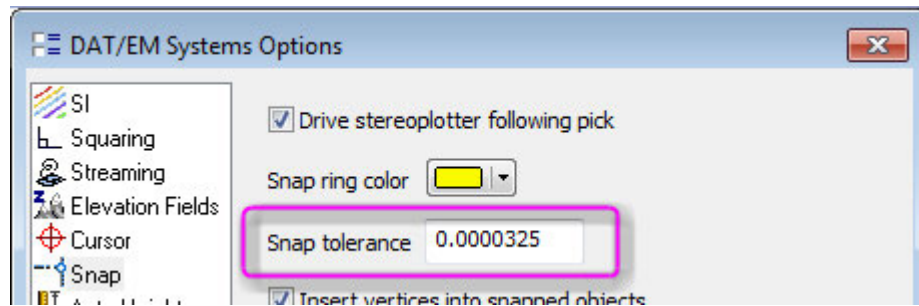 DAT/EM Systems Options
SI
Squaring
Streaming
Elevation Fields
Cursor
Snap
Drive stereoplotter following pick
Snap ring color
Snap tolerance 0.0000325
Insert vertices into snapped objects